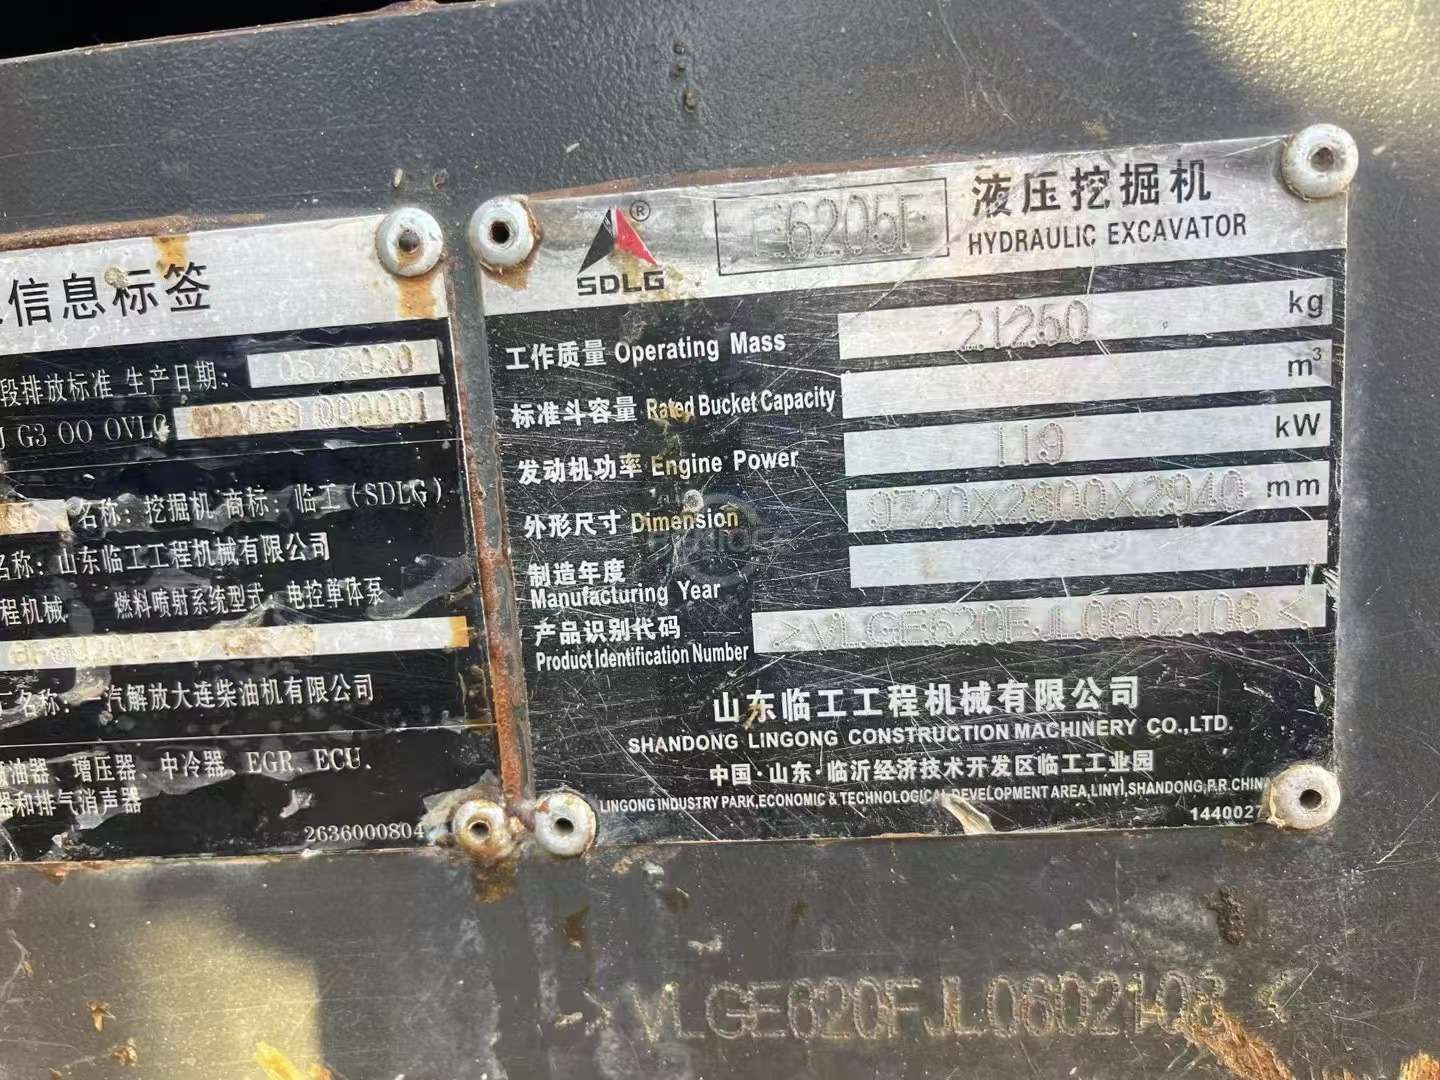 信息标签
段排放标准 生产日期: 05/2020
G3 00 0VLG 000001
名称: 挖掘机 商标: 临工(SDLG)
名称: 山东临工工程机械有限公司
程机械 燃料喷射系统型式: 电控单体泵
名称: 汽解放大连柴油机有限公司
油器、增压器、中冷器、EGR、ECU、
器和排气消声器
2636000804
®
SDLG
E6205F
液压挖掘机
HYDRAULIC EXCAVATOR
工作质量 Operating Mass 21250 kg
标准斗容量 Rated Bucket Capacity m³
发动机功率 Engine Power 119 kW
外形尺寸 Dimension 9720X2800X2940 mm
制造年度
Manufacturing Year
产品识别代码
Product Identification Number >VLGE620FJL0602108<
山东临工工程机械有限公司
SHANDONG LINGONG CONSTRUCTION MACHINERY CO.,LTD.
中国·山东·临沂经济技术开发区临工工业园
LINGONG INDUSTRY PARK,ECONOMIC & TECHNOLOGICAL DEVELOPMENT AREA,LINYI,SHANDONG,P.R.CHINA
1440027
>VLGE620FJL0602108<